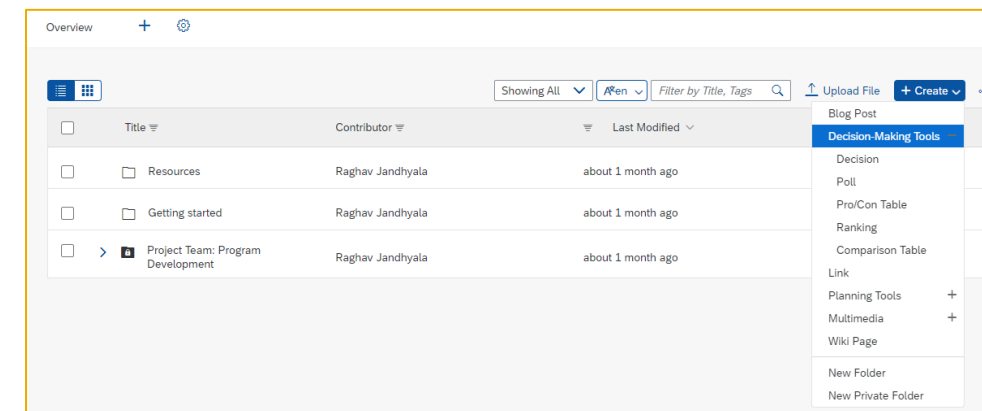 Overview
Showing All
en
Filter by Title, Tags
Upload File
+ Create
Title
Contributor
Last Modified
Resources
Raghav Jandhyala
about 1 month ago
Getting started
Raghav Jandhyala
about 1 month ago
Project Team: Program
Development
Raghav Jandhyala
about 1 month ago
Blog Post
Decision-Making Tools
Decision
Poll
Pro/Con Table
Ranking
Comparison Table
Link
Planning Tools
Multimedia
Wiki Page
New Folder
New Private Folder